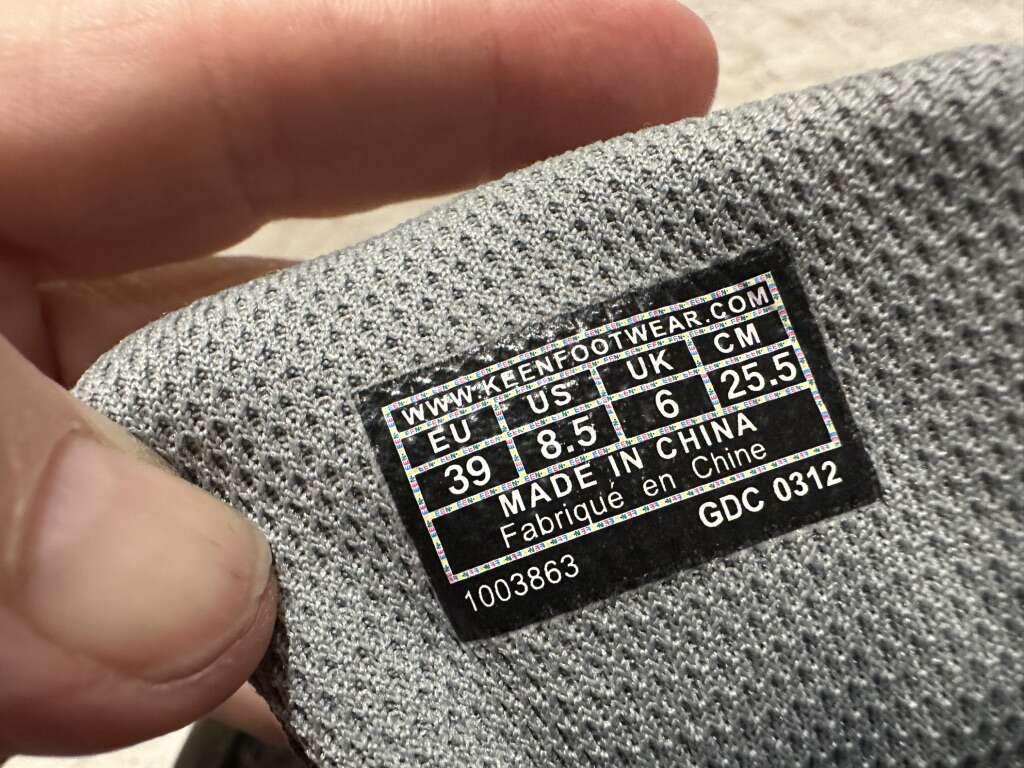 WWW.KEENFOOTWEAR.COM
EU US UK CM
39 8.5 6 25.5
MADE IN CHINA
Fabriqué en Chine
1003863 GDC 0312